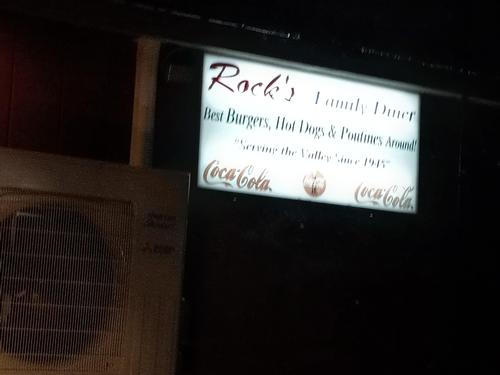 Rock's Family Diner
Best Burgers, Hot Dogs & Poutines Around!
"Serving the Valley Since 1945"
Coca-Cola Coca-Cola